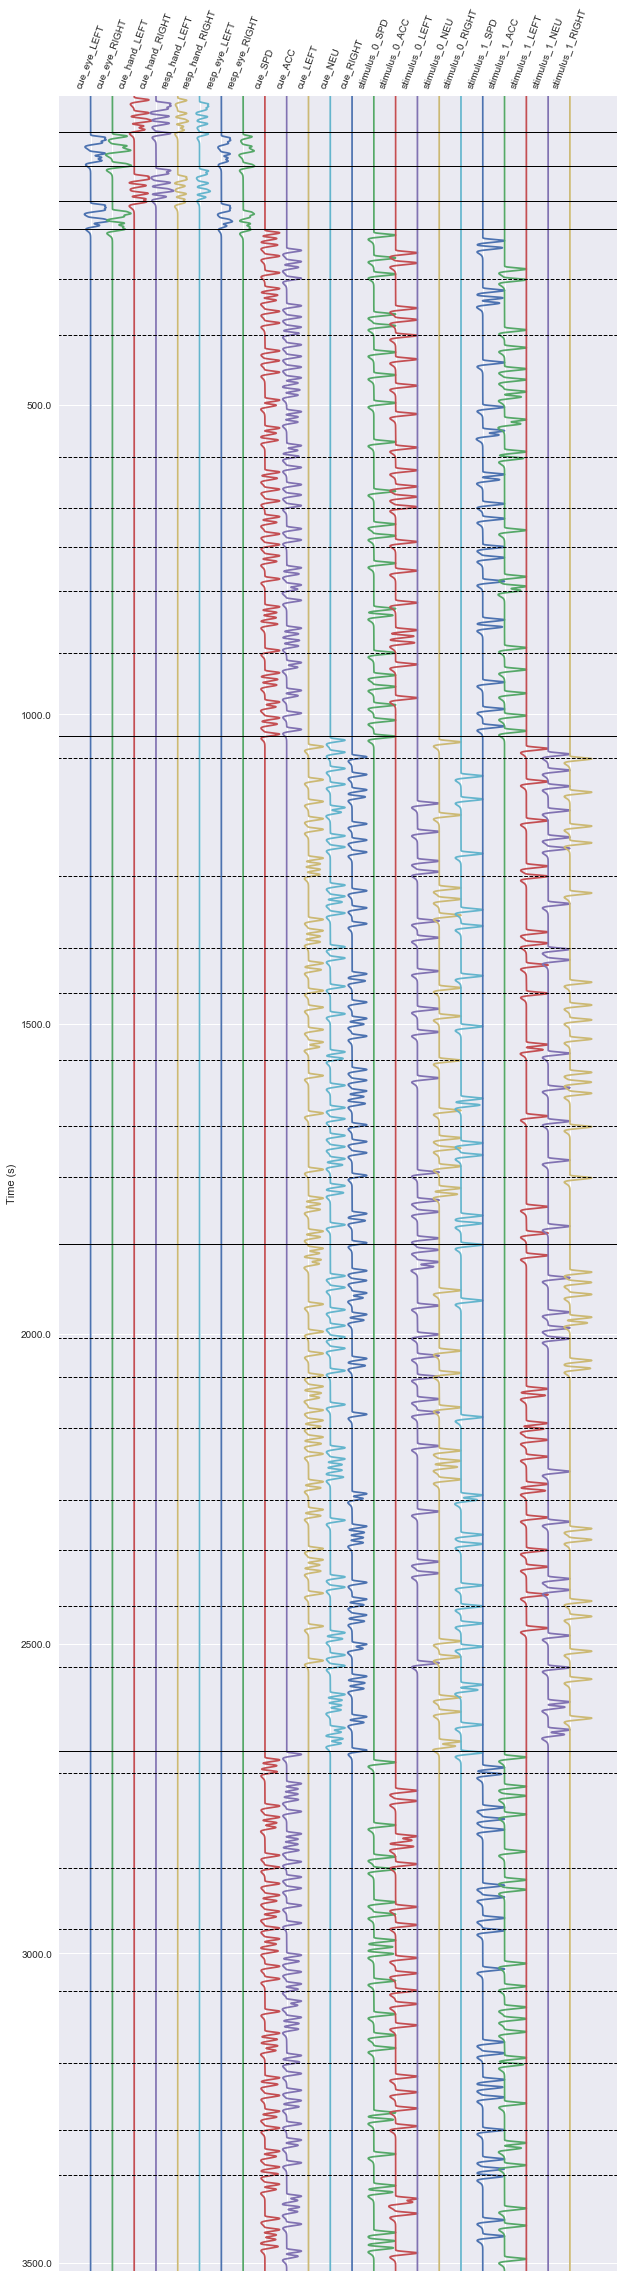 cue_eye_LEFT
cue_eye_RIGHT
cue_hand_LEFT
cue_hand_RIGHT
resp_hand_LEFT
resp_hand_RIGHT
resp_eye_LEFT
resp_eye_RIGHT
cue_SPD
cue_ACC
cue_LEFT
cue_NEU
cue_RIGHT
stimulus_0_SPD
stimulus_0_ACC
stimulus_0_LEFT
stimulus_0_NEU
stimulus_0_RIGHT
stimulus_1_SPD
stimulus_1_ACC
stimulus_1_LEFT
stimulus_1_NEU
stimulus_1_RIGHT
500.0
1000.0
1500.0
Time (s)
2000.0
2500.0
3000.0
3500.0